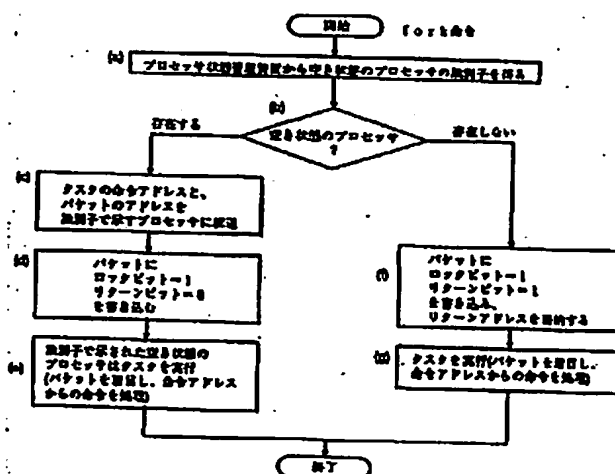 開始
fork命令
(a)
プロセッサ状態管理装置から空き状態のプロセッサの識別子を得る
(b)
空き状態のプロセッサ
?
存在する
存在しない
(c)
タスクの命令アドレスと、
パケットのアドレスを
識別子で示すプロセッサに転送
(d)
パケットに
ロックビット=1
リターンビット=0
を書き込む
(e)
識別子で示された空き状態の
プロセッサはタスクを実行
(パケットを着目し、命令アドレス
からの命令を処理)
(f)
パケットに
ロックビット=1
リターンビット=1
を書き込み、
リターンアドレスを格納する
(g)
タスクを実行(パケットを着目し、
命令アドレスからの命令を処理)
終了